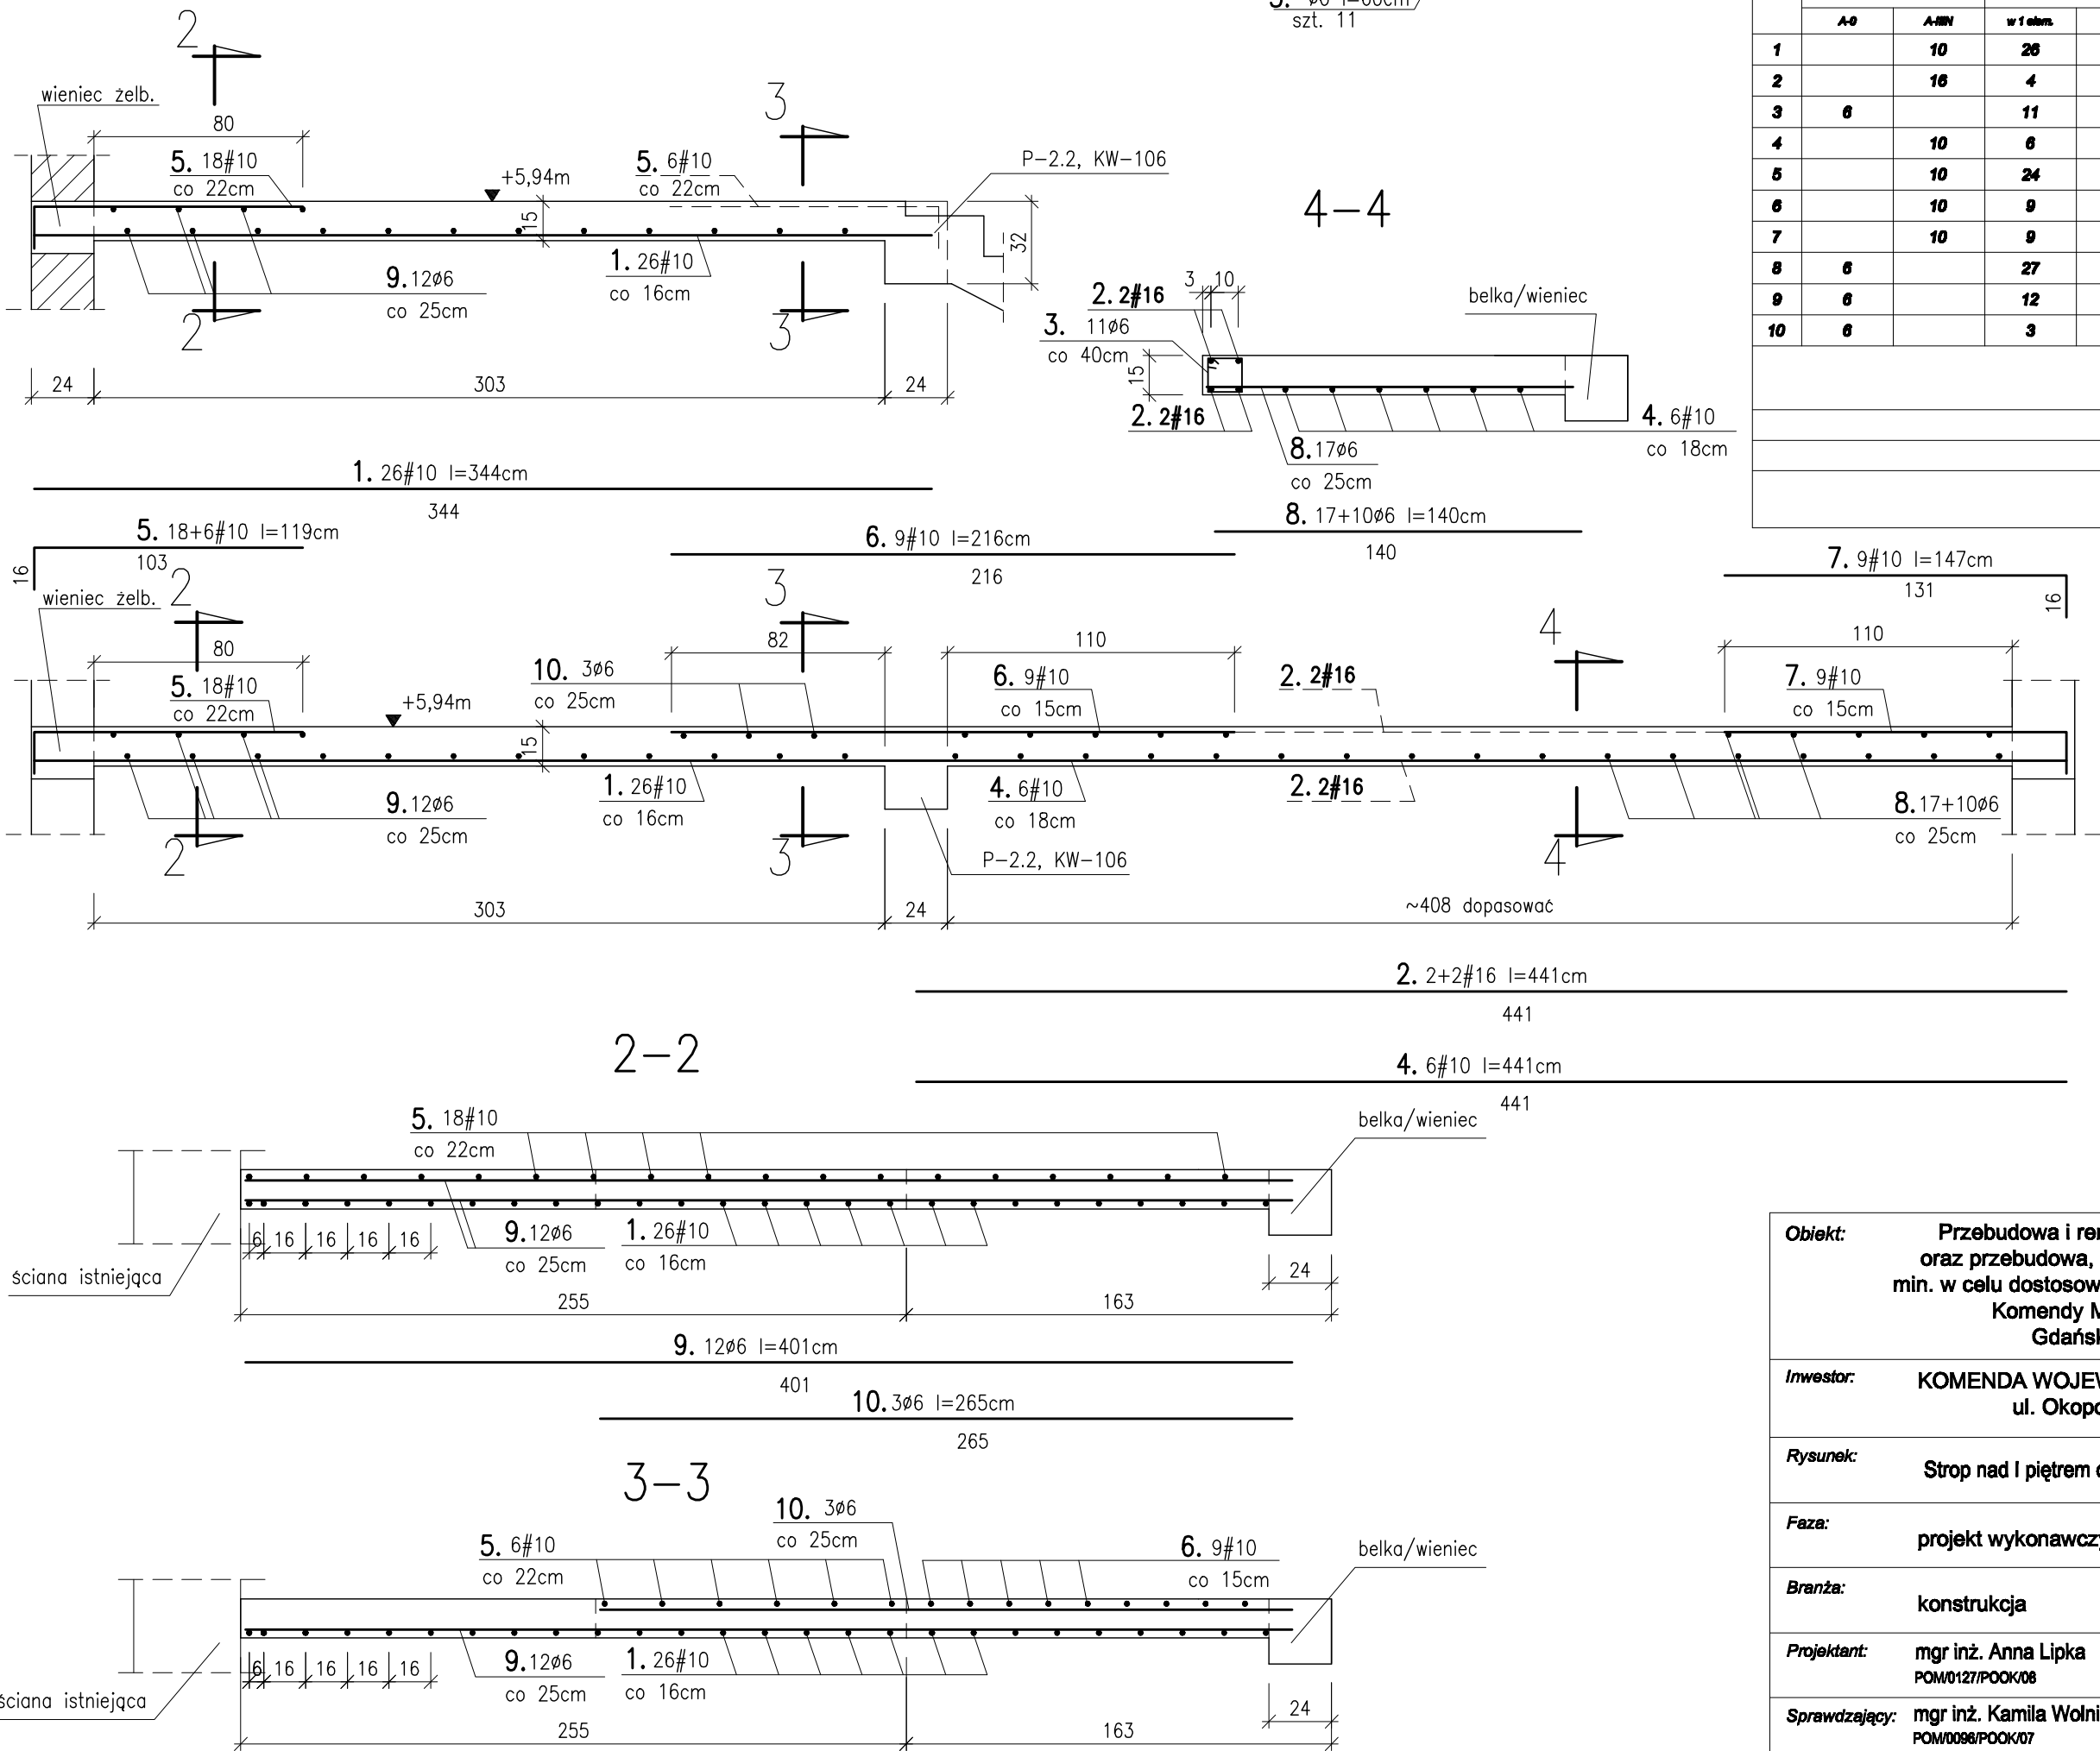 szt. 11
A-0 A-IIIN w 1 elem.
1 10 26
2 16 4
3 6 11
4 10 6
5 10 24
6 10 9
7 10 9
8 6 27
9 6 12
10 6 3
2
3
wieniec żelb.
80
5. 18#10
co 22cm
+5,94m
5. 6#10
co 22cm
P-2.2, KW-106
15
32
1. 26#10
co 16cm
9.12ø6
co 25cm
2
3
24
303
24
4-4
2. 2#16
3 10
3. 11ø6
co 40cm
belka/wieniec
15
2. 2#16
4. 6#10
co 18cm
8.17ø6
co 25cm
1. 26#10 l=344cm
344
5. 18+6#10 l=119cm
103
16
6. 9#10 l=216cm
216
8. 17+10ø6 l=140cm
140
7. 9#10 l=147cm
131
16
wieniec żelb.
2
3
4
80
82
110
110
5. 18#10
co 22cm
+5,94m
10. 3ø6
co 25cm
6. 9#10
co 15cm
2. 2#16
7. 9#10
co 15cm
15
9.12ø6
co 25cm
1. 26#10
co 16cm
4. 6#10
co 18cm
2. 2#16
8.17+10ø6
co 25cm
P-2.2, KW-106
2
3
4
303
24
~408 dopasować
2. 2+2#16 l=441cm
441
4. 6#10 l=441cm
441
2-2
5. 18#10
co 22cm
belka/wieniec
ściana istniejąca
6 16 16 16 16
9.12ø6
co 25cm
1. 26#10
co 16cm
24
255
163
9. 12ø6 l=401cm
401
10.3ø6 l=265cm
265
3-3
5. 6#10
co 22cm
10. 3ø6
co 25cm
6. 9#10
co 15cm
belka/wieniec
ściana istniejąca
6 16 16 16 16
9.12ø6
co 25cm
1. 26#10
co 16cm
24
255
163
Obiekt: Przebudowa i
oraz przebudowa,
min. w celu
Komendy
Inwestor: KOMENDA
ul.
Rysunek: Strop nad I piętrem
Faza: projekt
Branża: konstrukcja
Projektant: mgr inż. Anna Lipka
POM/0127/POOK/06
Sprawdzający: mgr inż. Kamila
POM/0096/POOK/07